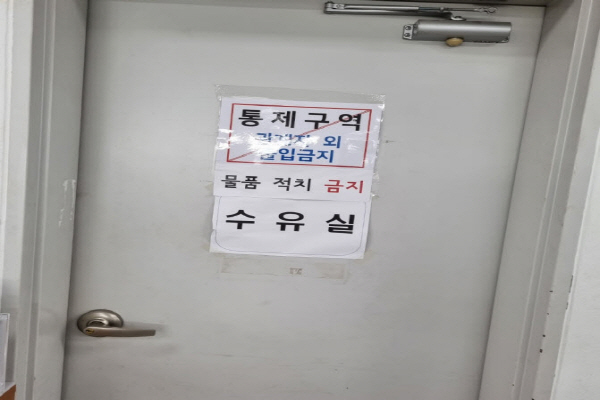 통제구역
관계자 외
출입금지
물품 적치 금지
수유실